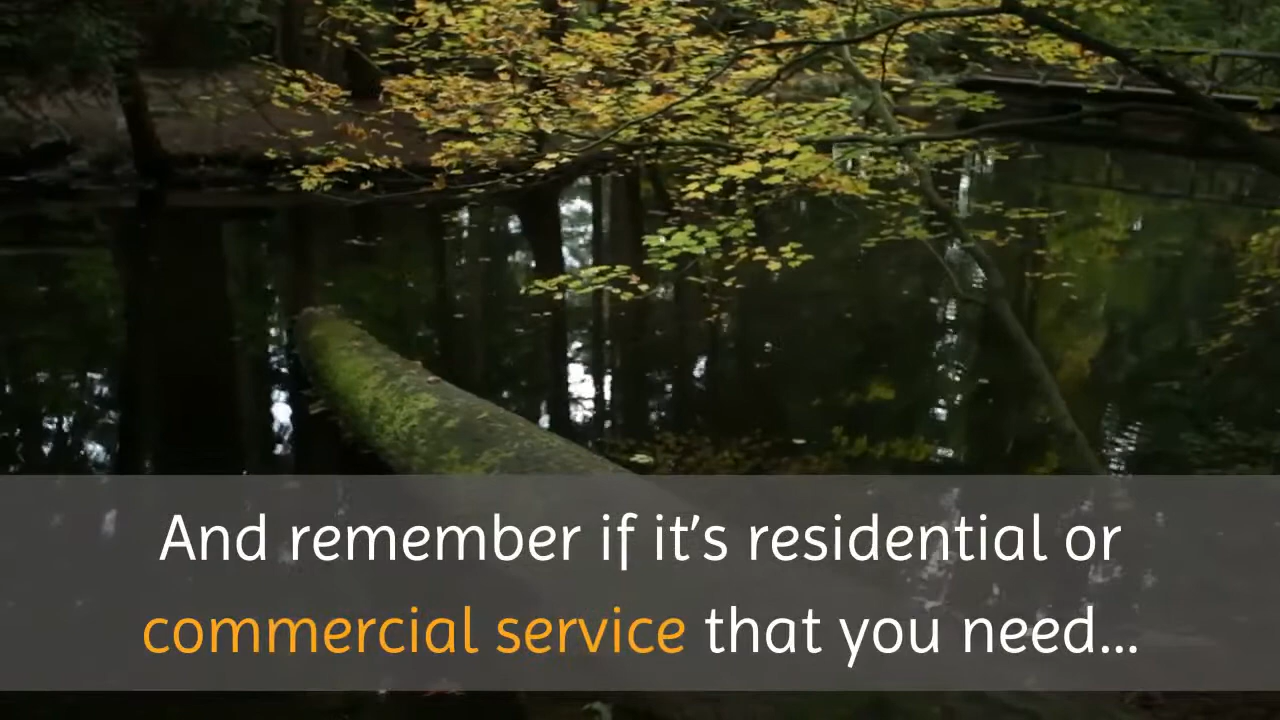 And remember if it’s residential or
commercial service that you need...